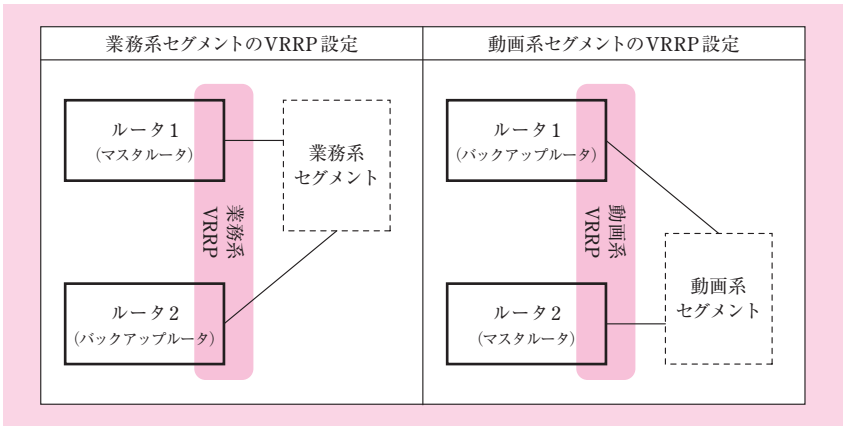 業務系セグメントのVRRP設定
動画系セグメントのVRRP設定
ルータ1
(マスタルータ)
業務系
セグメント
業務系
VRRP
ルータ2
(バックアップルータ)
ルータ1
(バックアップルータ)
動画系
VRRP
動画系
セグメント
ルータ2
(マスタルータ)